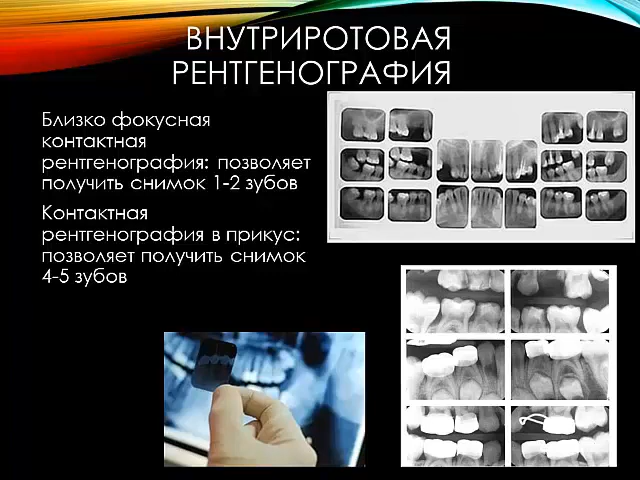 ВНУТРИРОТОВАЯ
РЕНТГЕНОГРАФИЯ
Близко фокусная
контактная
рентгенография: позволяет
получить снимок 1-2 зубов
Контактная
рентгенография в прикус:
позволяет получить снимок
4-5 зубов